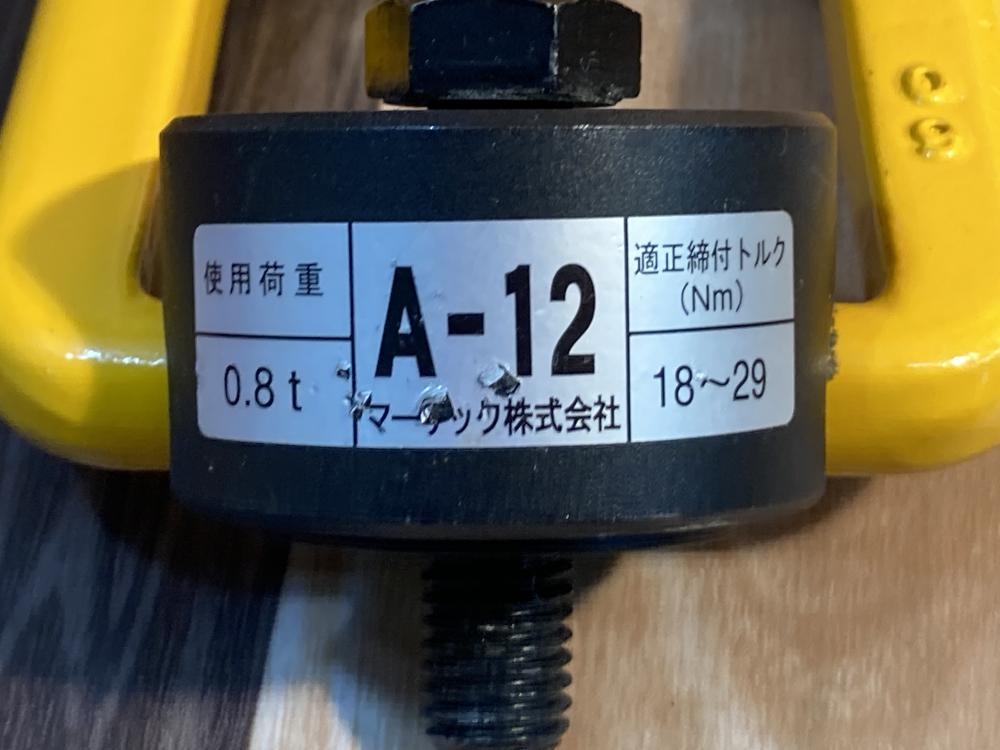 使用荷重
0.8 t
A-12
マーテック株式会社
適正締付トルク
(Nm)
18～29